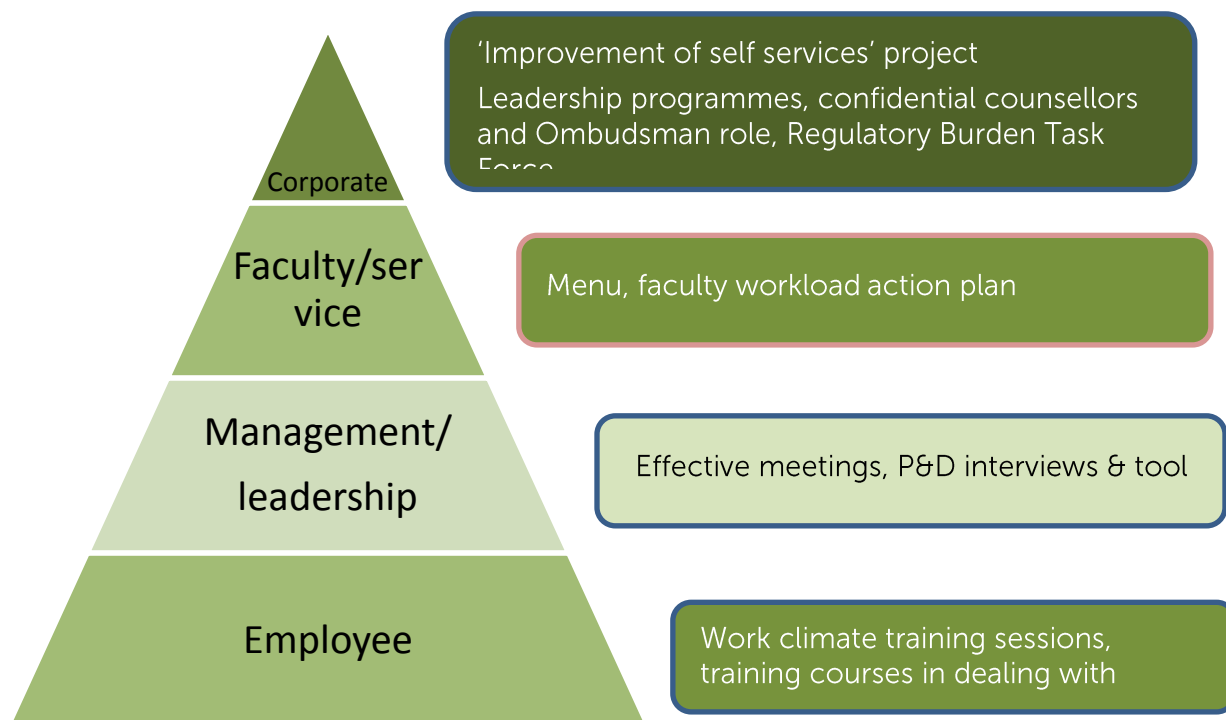 ‘Improvement of self services’ project
Leadership programmes, confidential counsellors
and Ombudsman role, Regulatory Burden Task
Force
Corporate
Faculty/ser
vice
Menu, faculty workload action plan
Management/
leadership
Effective meetings, P&D interviews & tool
Employee
Work climate training sessions,
training courses in dealing with